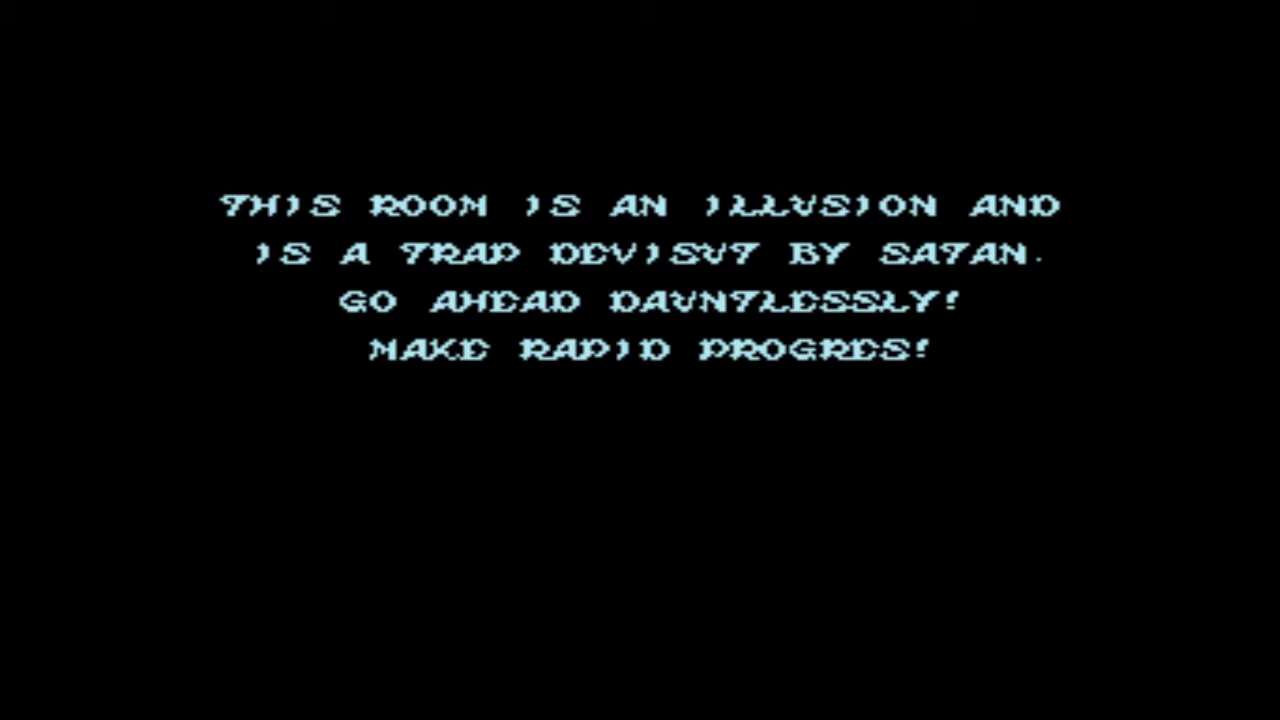 THIS ROOM IS AN ILLUSION AND
IS A TRAP DEVISUT BY SATAN.
GO AHEAD DAUNTLESSLY!
MAKE RAPID PROGRES!